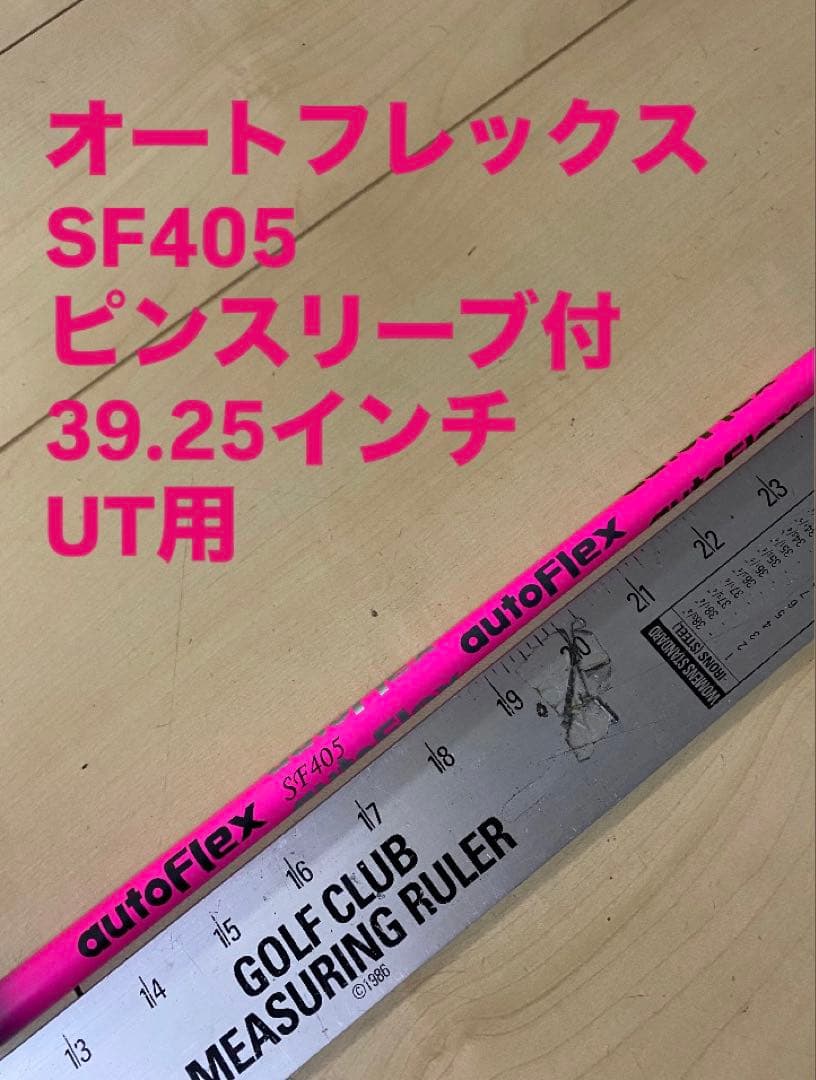 オートフレックス
SF405
ピンスリーブ付
39.25インチ
UT用
autoFlex SF405 autoFlex autoFlex
13 14 15 16 17 18 19 20 21 22 23
GOLF CLUB
MEASURING RULER
©1986
WOMENS STANDARD
IRONS (STEEL)